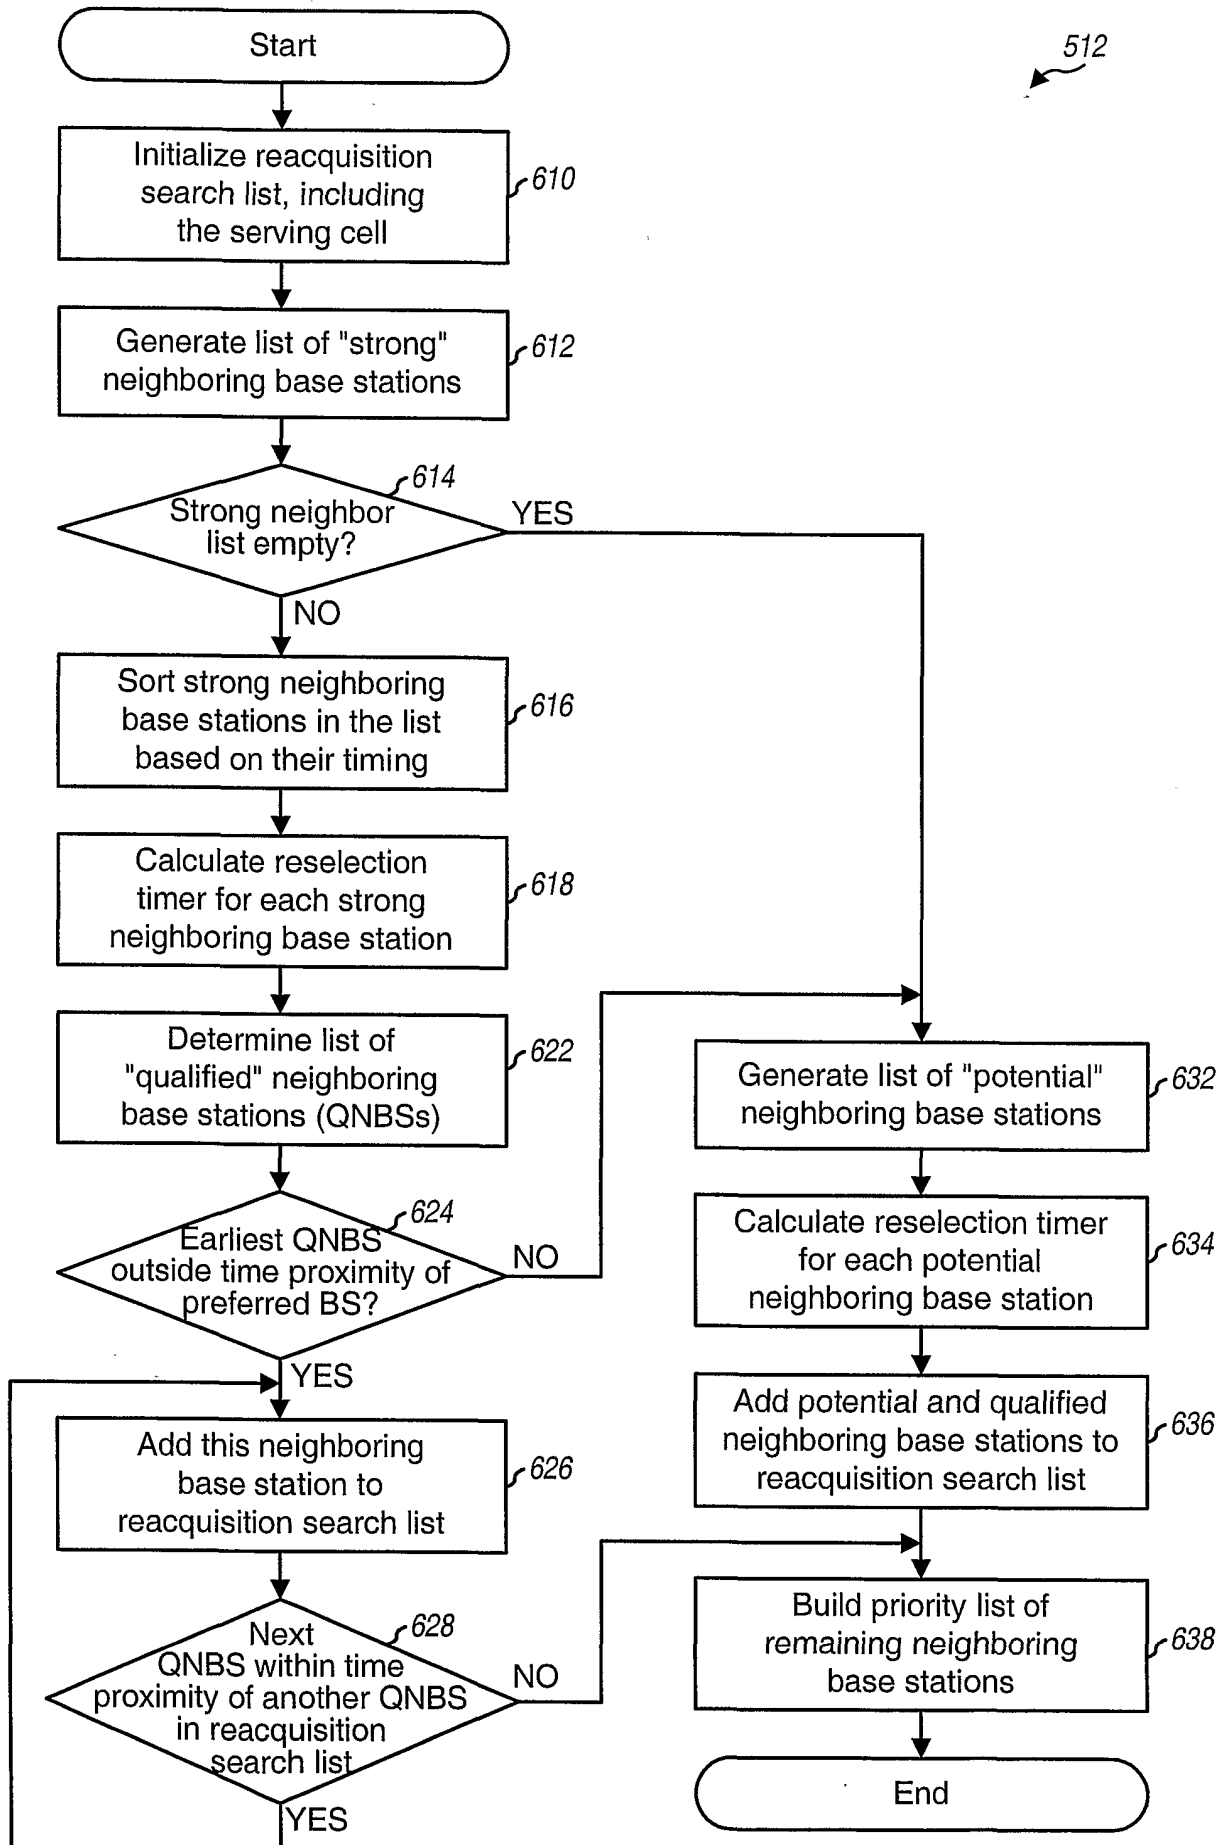 Start
512
Initialize reacquisition
search list, including
the serving cell
610
Generate list of "strong"
neighboring base stations
612
614
Strong neighbor
list empty?
YES
NO
Sort strong neighboring
base stations in the list
based on their timing
616
Calculate reselection
timer for each strong
neighboring base station
618
Determine list of
"qualified" neighboring
base stations (QNBSs)
622
624
Earliest QNBS
outside time proximity of
preferred BS?
NO
YES
Add this neighboring
base station to
reacquisition search list
626
628
Next
QNBS within time
proximity of another QNBS
in reacquisition
search list
NO
YES
Generate list of "potential"
neighboring base stations
632
Calculate reselection timer
for each potential
neighboring base station
634
Add potential and qualified
neighboring base stations to
reacquisition search list
636
Build priority list of
remaining neighboring
base stations
638
End